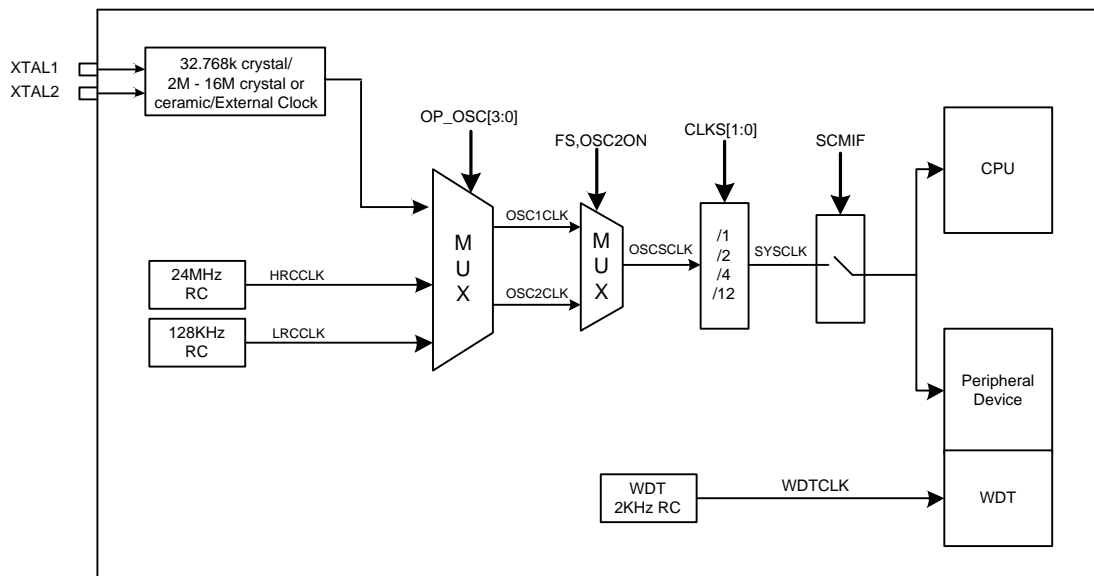 XTAL1
XTAL2
32.768k crystal/
2M - 16M crystal or
ceramic/External Clock
OP_OSC[3:0]
FS,OSC2ON
CLKS[1:0]
SCMIF
CPU
MUX
OSC1CLK
OSC2CLK
MUX
OSCSCLK
/1
/2
/4
/12
SYSCLK
24MHz
RC
HRCCLK
128KHz
RC
LRCCLK
Peripheral
Device
WDT
2KHz RC
WDTCLK
WDT